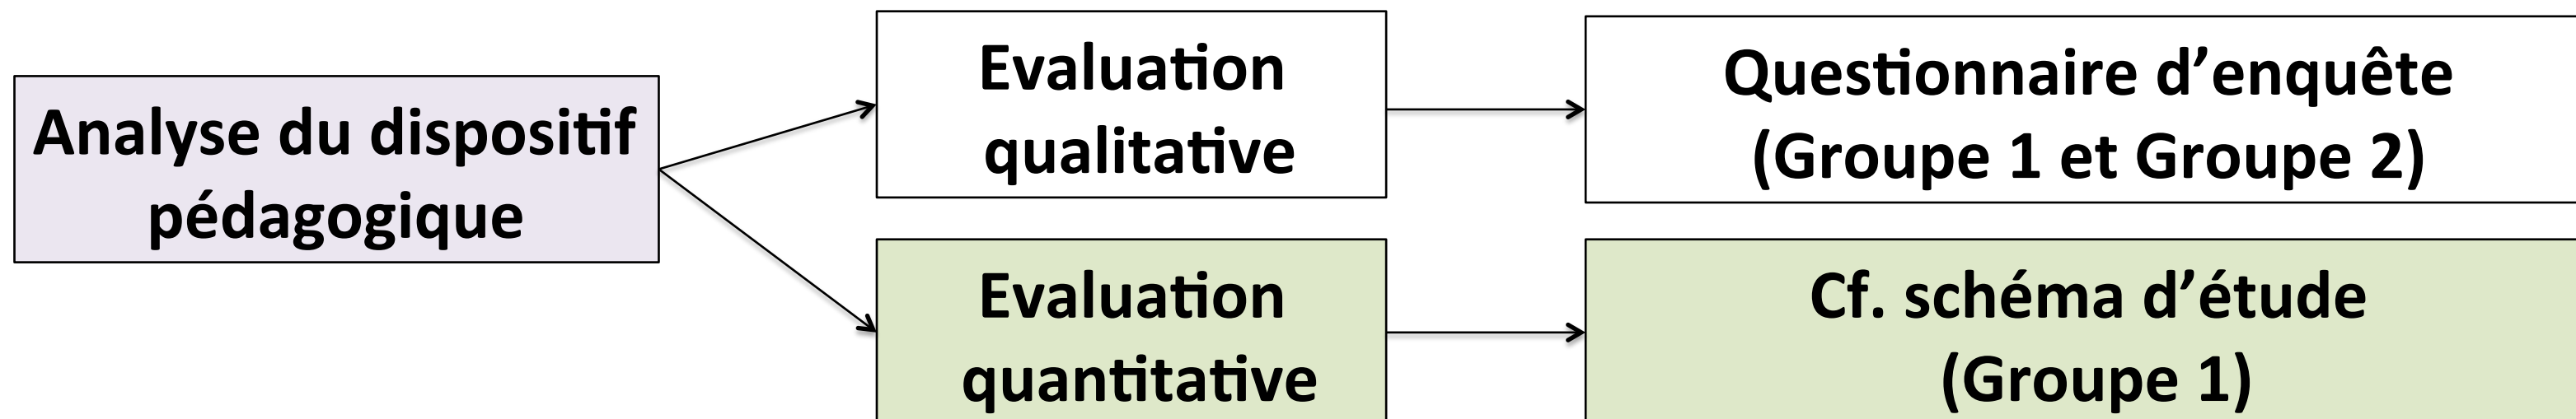 Analyse du dispositif
pédagogique
Evaluation
qualitative
Questionnaire d’enquête
(Groupe 1 et Groupe 2)
Evaluation
quantitative
Cf. schéma d’étude
(Groupe 1)